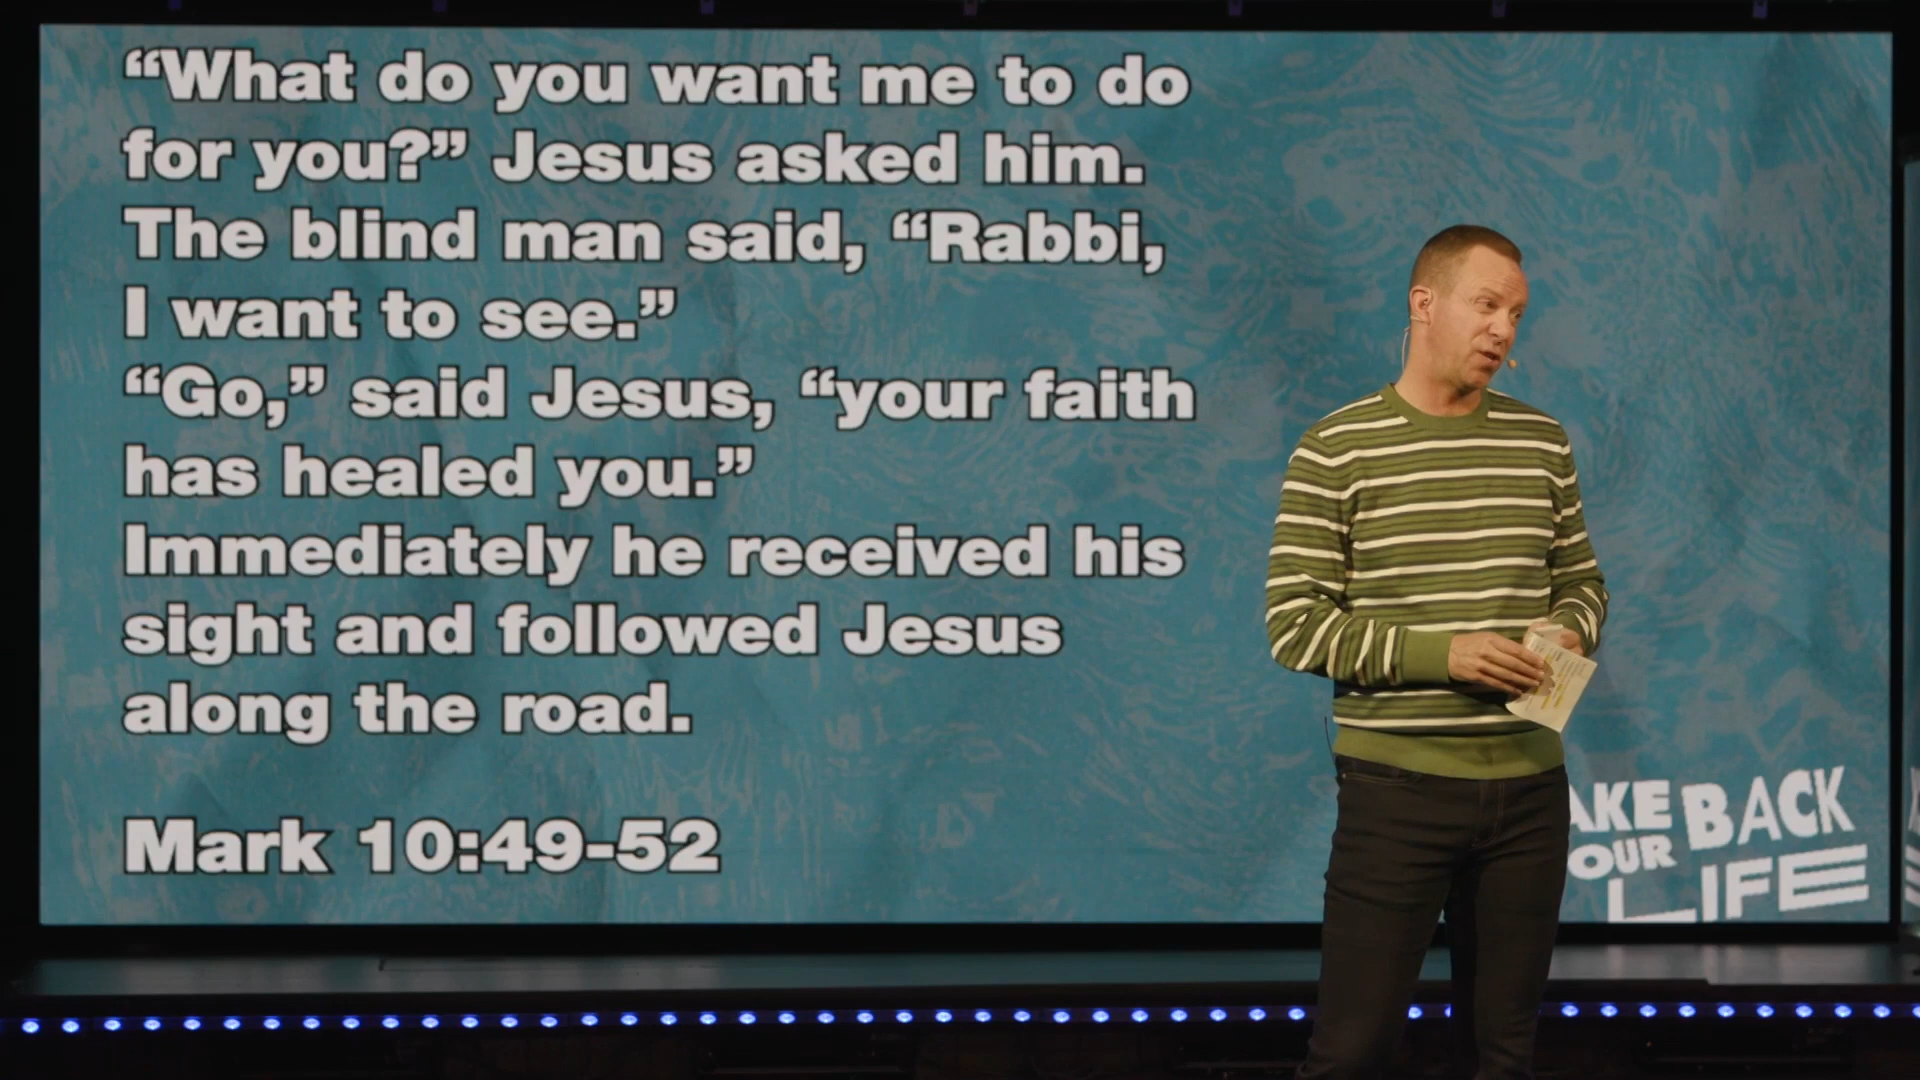 “What do you want me to do
for you?” Jesus asked him.
The blind man said, “Rabbi,
I want to see.”
“Go,” said Jesus, “your faith
has healed you.”
Immediately he received his
sight and followed Jesus
along the road.
Mark 10:49-52
AKE BACK
OUR
LIFE